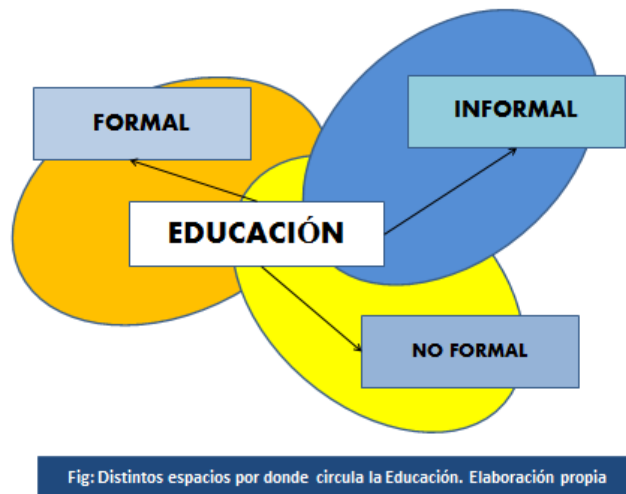 FORMAL
INFORMAL
EDUCACIÓN
NO FORMAL
Fig: Distintos espacios por donde circula la Educación. Elaboración propia